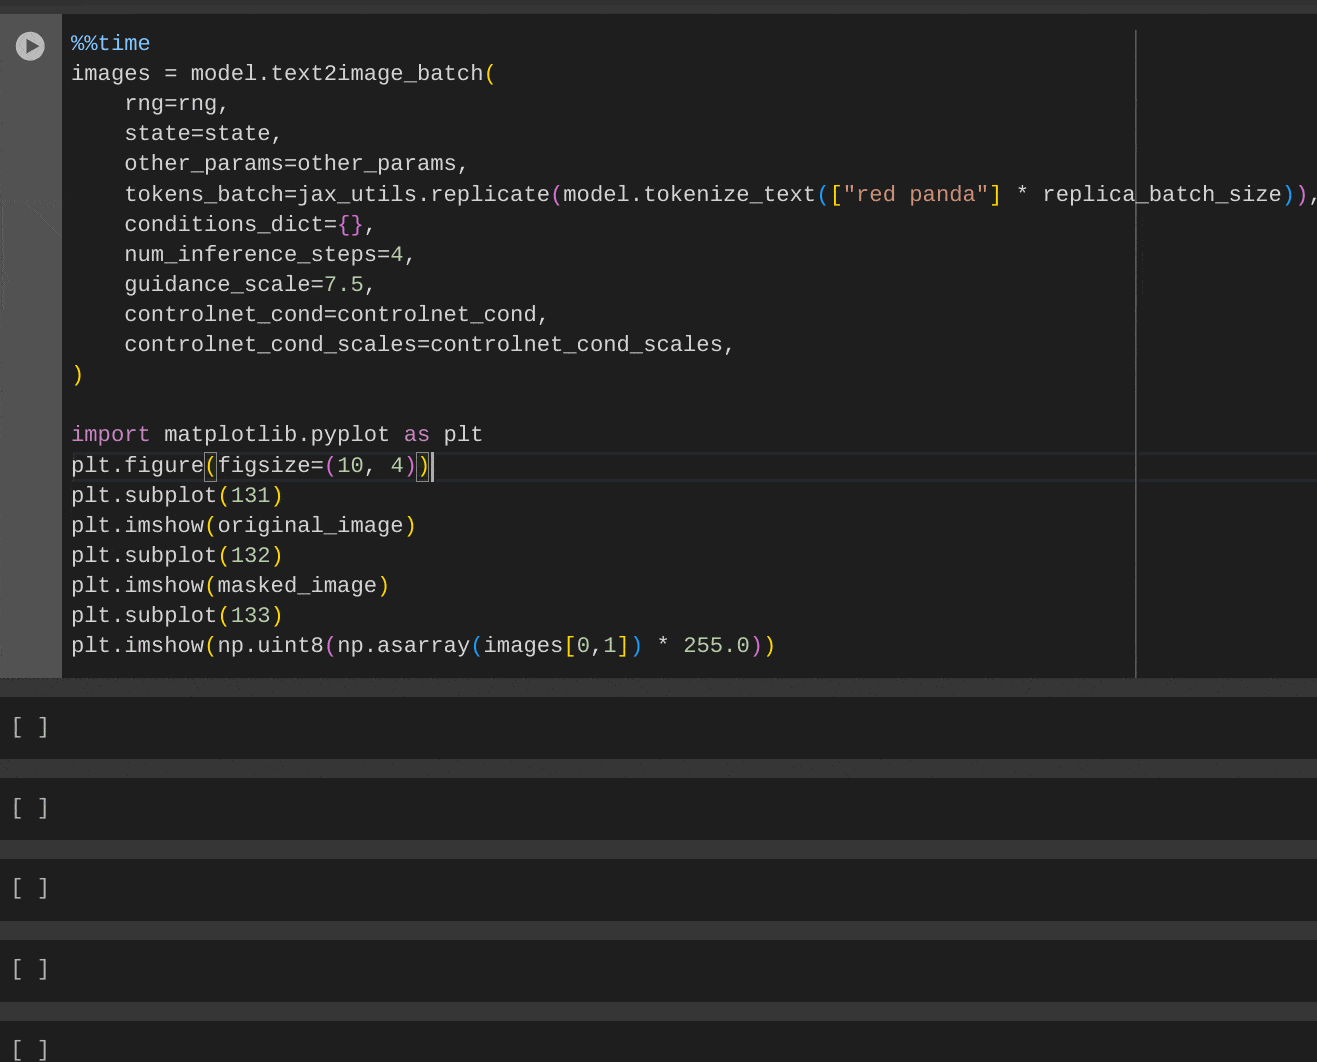 %%time
images = model.text2image_batch(
    rng=rng,
    state=state,
    other_params=other_params,
    tokens_batch=jax_utils.replicate(model.tokenize_text(["red panda"] * replica_batch_size)),
    conditions_dict={},
    num_inference_steps=4,
    guidance_scale=7.5,
    controlnet_cond=controlnet_cond,
    controlnet_cond_scales=controlnet_cond_scales,
)

import matplotlib.pyplot as plt
plt.figure(figsize=(10, 4))
plt.subplot(131)
plt.imshow(original_image)
plt.subplot(132)
plt.imshow(masked_image)
plt.subplot(133)
plt.imshow(np.uint8(np.asarray(images[0,1]) * 255.0))
[ ]
[ ]
[ ]
[ ]
[ ]